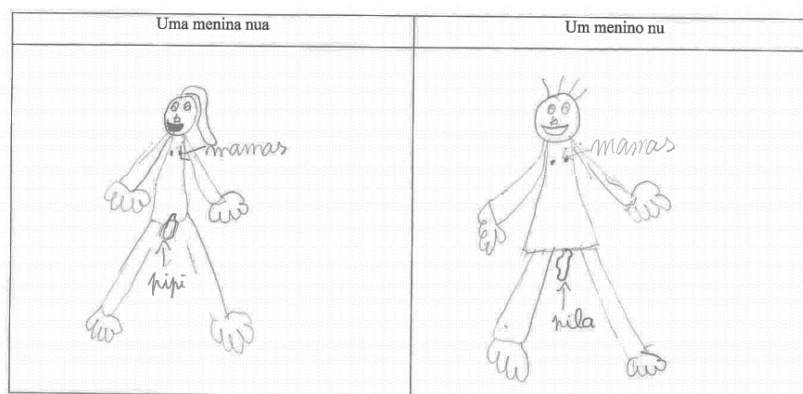 Uma menina nua
Um menino nu
mamas
mamas
pipi
pila